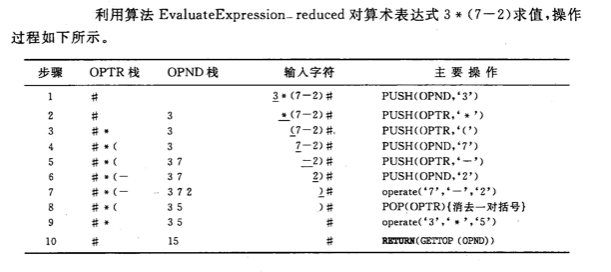 利用算法 EvaluateExpression_reduced 对算术表达式 3*(7-2)求值,操作
过程如下所示。
步骤 OPTR 栈 OPND 栈 输入字符 主要操作
1 # 3*(7-2)# PUSH(OPND,'3')
2 # 3 *(7-2)# PUSH(OPTR,'*')
3 #* 3 (7-2)# PUSH(OPTR,'(')
4 #*( 3 7-2)# PUSH(OPND,'7')
5 #*( 3 7 -2)# PUSH(OPTR,'-')
6 #*(- 3 7 2)# PUSH(OPND,'2')
7 #*(- 3 7 2 )# operate('7','-','2')
8 #*( 3 5 )# POP(OPTR){消去一对括号}
9 #* 3 5 # operate('3','*','5')
10 # 15 # RETURN(GETTOP(OPND))